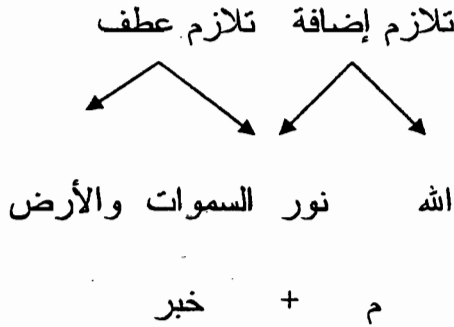 تلازم إضافة تلازم عطف
الله نور السموات والأرض
م + خبر